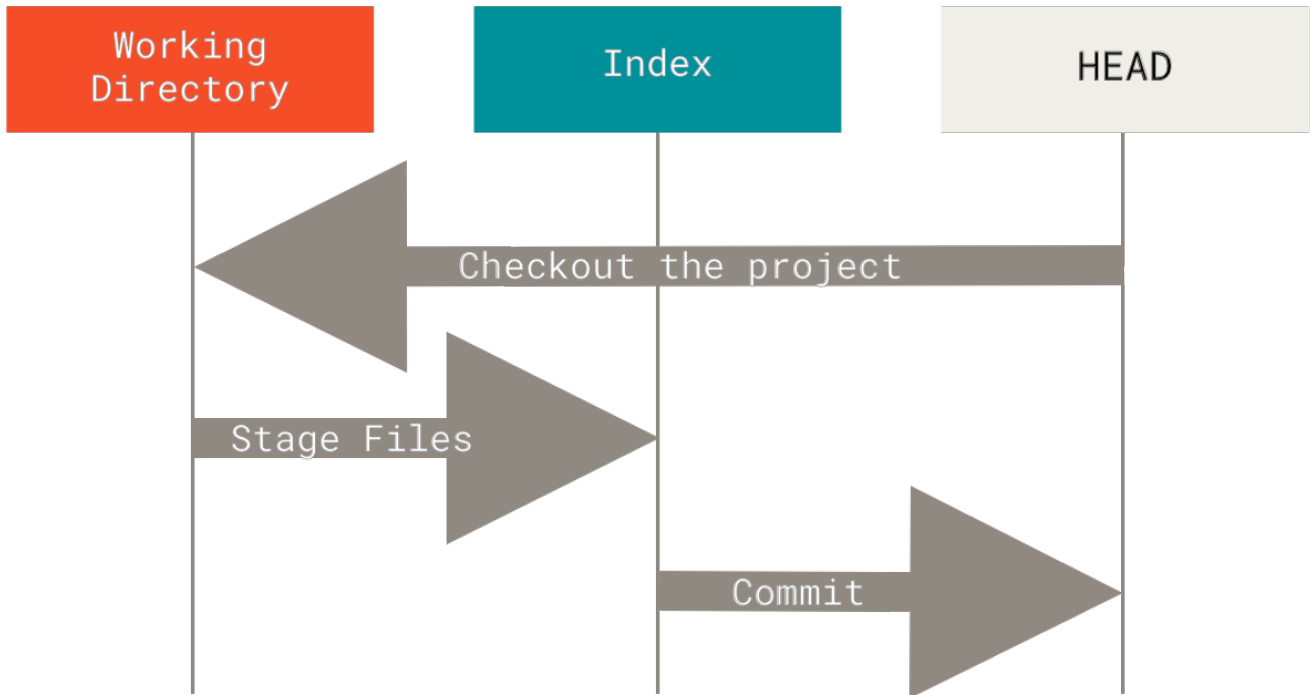 Working
Directory
Index
HEAD
Checkout the project
Stage Files
Commit